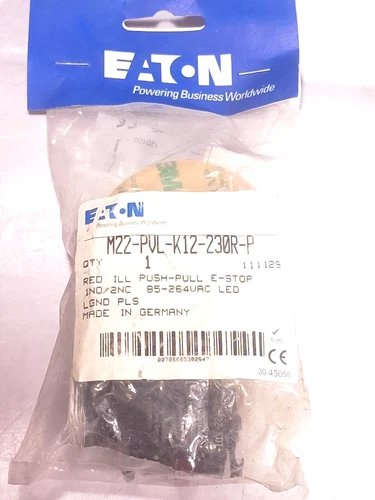 EATON
Powering Business Worldwide
EATON
Powering Business Worldwide
M22-PVL-K12-230R-P
QTY 1 111129
RED ILL PUSH-PULL E-STOP
1NO/2NC 85-264VAC LED
LGND PLS
MADE IN GERMANY
CE
30-45056